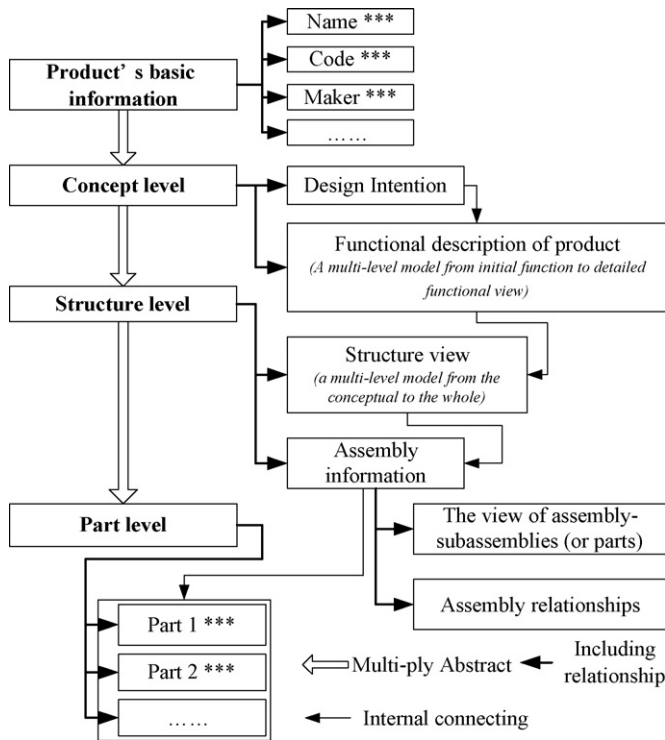 Name ***
Code ***
Product' s basic
information
Maker ***
……
Concept level
Design Intention
Functional description of product
(A multi-level model from initial function to detailed
functional view)
Structure level
Structure view
(a multi-level model from the
conceptual to the whole)
Assembly
information
Part level
The view of assembly-
subassemblies (or parts)
Assembly relationships
Part 1 ***
Part 2 ***
……
Multi-ply Abstract
Including
relationship
Internal connecting